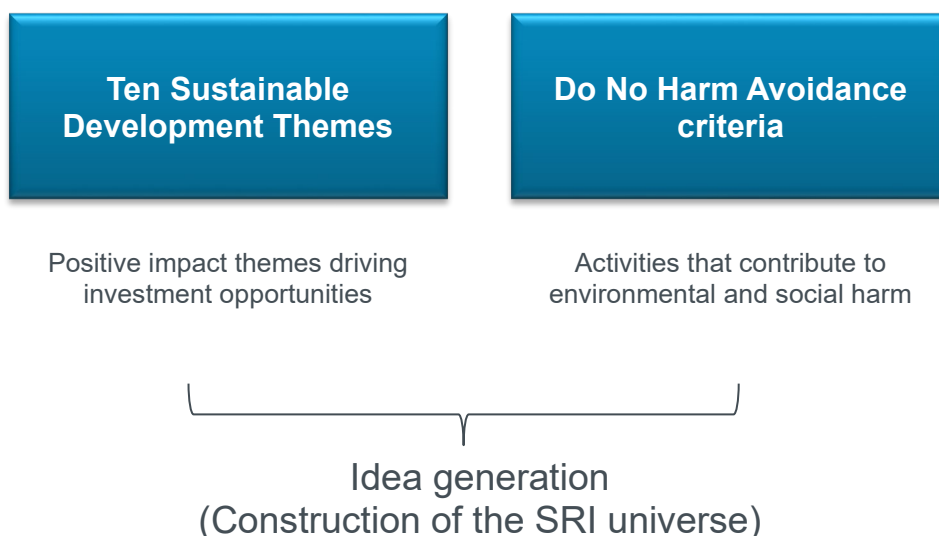 Ten Sustainable
Development Themes
Do No Harm Avoidance
criteria
Positive impact themes driving
investment opportunities
Activities that contribute to
environmental and social harm
Idea generation
(Construction of the SRI universe)